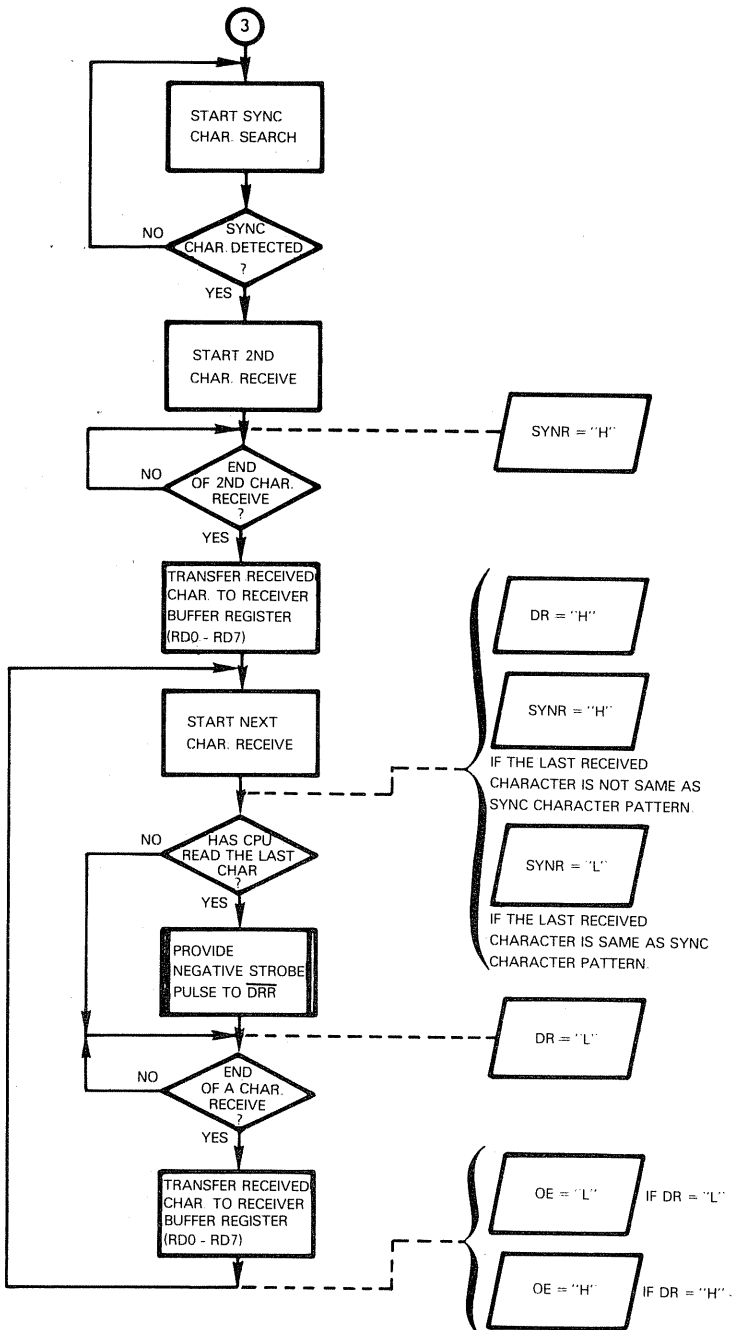 3
START SYNC
CHAR. SEARCH
NO
SYNC
CHAR. DETECTED
?
YES
START 2ND
CHAR. RECEIVE
SYNR = "H"
NO
END
OF 2ND CHAR.
RECEIVE
?
YES
TRANSFER RECEIVED
CHAR. TO RECEIVER
BUFFER REGISTER
(RD0 - RD7)
DR = "H"
START NEXT
CHAR. RECEIVE
SYNR = "H"
IF THE LAST RECEIVED
CHARACTER IS NOT SAME AS
SYNC CHARACTER PATTERN.
NO
HAS CPU
READ THE LAST
CHAR
?
YES
SYNR = "L"
IF THE LAST RECEIVED
CHARACTER IS SAME AS SYNC
CHARACTER PATTERN.
PROVIDE
NEGATIVE STROBE
PULSE TO D̅R̅R̅
DR = "L"
NO
END
OF A CHAR.
RECEIVE
?
YES
TRANSFER RECEIVED
CHAR. TO RECEIVER
BUFFER REGISTER
(RD0 - RD7)
OE = "L" IF DR = "L"
OE = "H" IF DR = "H".